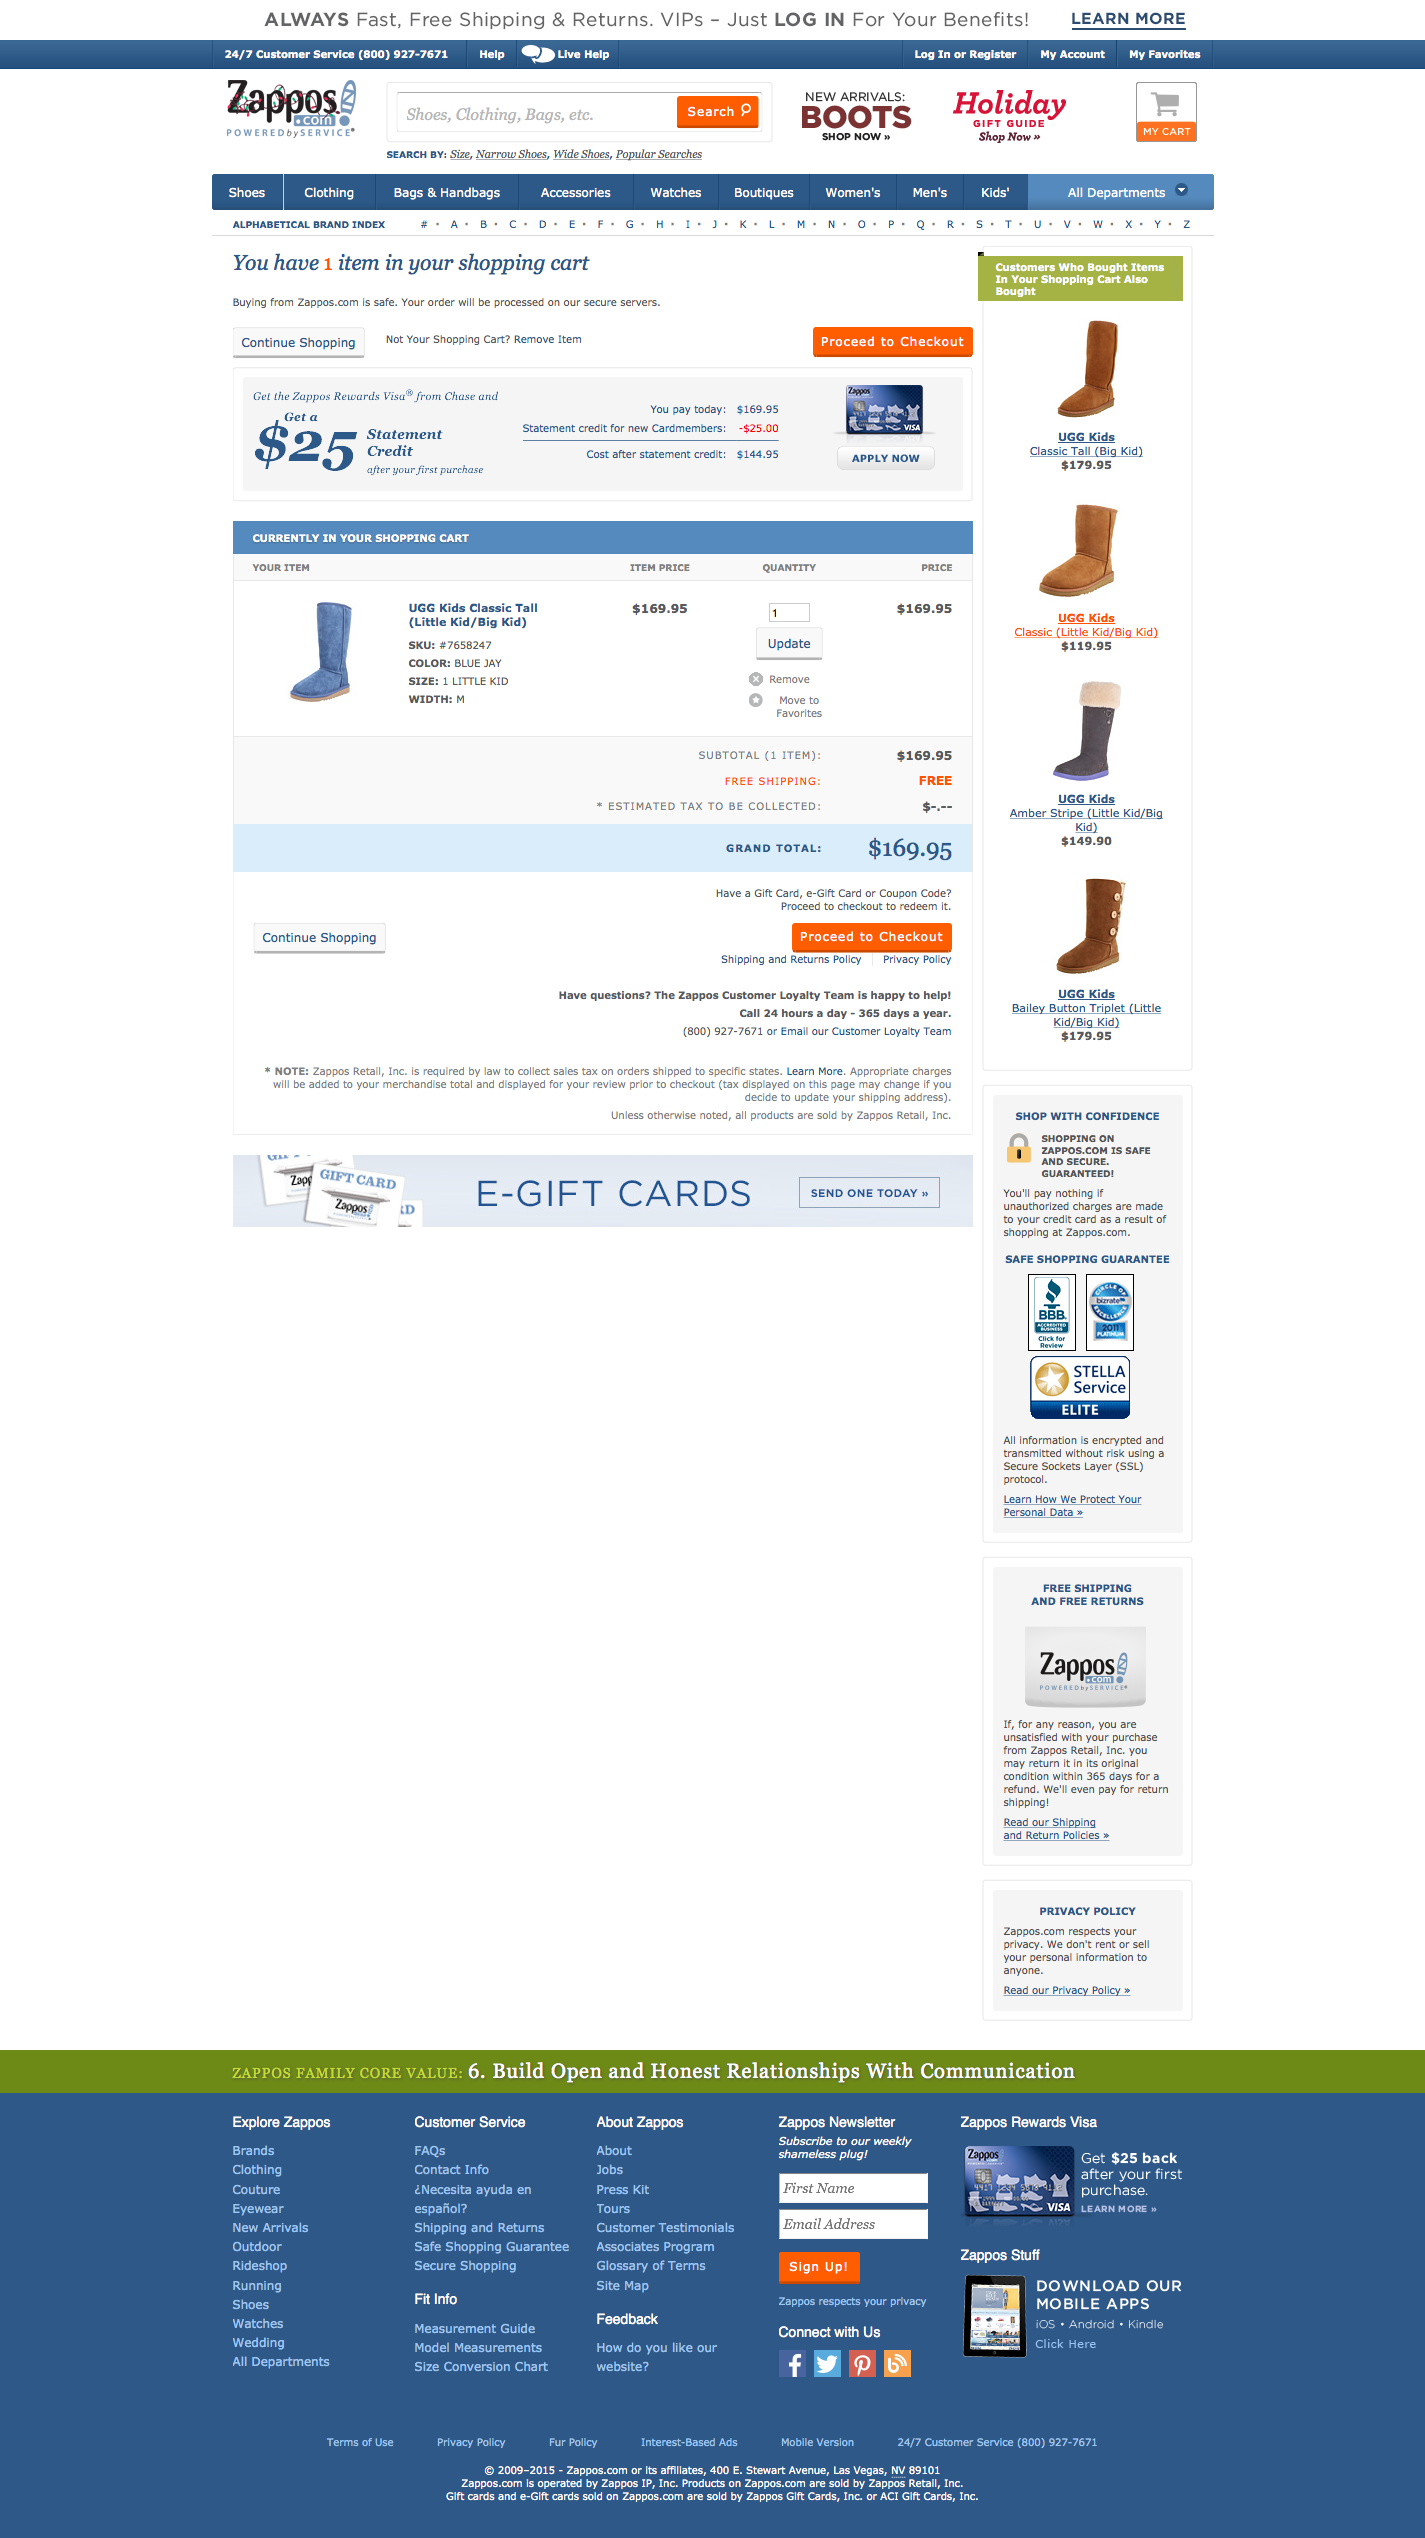 ALWAYS Fast, Free Shipping & Returns. VIPs – Just LOG IN For Your Benefits! LEARN MORE
24/7 Customer Service (800) 927-7671 Help Live Help Log In or Register My Account My Favorites
Zappos.com
POWERED by SERVICE®
Shoes, Clothing, Bags, etc. Search
SEARCH BY: Size, Narrow Shoes, Wide Shoes, Popular Searches
NEW ARRIVALS:
BOOTS
SHOP NOW »
Holiday
GIFT GUIDE
Shop Now »
MY CART
Shoes Clothing Bags & Handbags Accessories Watches Boutiques Women's Men's Kids' All Departments
ALPHABETICAL BRAND INDEX # • A • B • C • D • E • F • G • H • I • J • K • L • M • N • O • P • Q • R • S • T • U • V • W • X • Y • Z
You have 1 item in your shopping cart
Buying from Zappos.com is safe. Your order will be processed on our secure servers.
Continue Shopping Not Your Shopping Cart? Remove Item Proceed to Checkout
Get the Zappos Rewards Visa® from Chase and
Get a
$25 Statement
Credit
after your first purchase
You pay today: $169.95
Statement credit for new Cardmembers: -$25.00
Cost after statement credit: $144.95
Zappos
VISA
APPLY NOW
CURRENTLY IN YOUR SHOPPING CART
YOUR ITEM ITEM PRICE QUANTITY PRICE
UGG Kids Classic Tall
(Little Kid/Big Kid)
SKU: #7658247
COLOR: BLUE JAY
SIZE: 1 LITTLE KID
WIDTH: M
$169.95 1 $169.95
Update
Remove
Move to
Favorites
SUBTOTAL (1 ITEM): $169.95
FREE SHIPPING: FREE
* ESTIMATED TAX TO BE COLLECTED: $-.--
GRAND TOTAL: $169.95
Have a Gift Card, e-Gift Card or Coupon Code?
Proceed to checkout to redeem it.
Continue Shopping Proceed to Checkout
Shipping and Returns Policy Privacy Policy
Have questions? The Zappos Customer Loyalty Team is happy to help!
Call 24 hours a day - 365 days a year.
(800) 927-7671 or Email our Customer Loyalty Team
* NOTE: Zappos Retail, Inc. is required by law to collect sales tax on orders shipped to specific states. Learn More. Appropriate charges
will be added to your merchandise total and displayed for your review prior to checkout (tax displayed on this page may change if you
decide to update your shipping address).
Unless otherwise noted, all products are sold by Zappos Retail, Inc.
GIFT CARD
Zappos
E-GIFT CARDS SEND ONE TODAY »
Customers Who Bought Items
In Your Shopping Cart Also
Bought
UGG Kids
Classic Tall (Big Kid)
$179.95
UGG Kids
Classic (Little Kid/Big Kid)
$119.95
UGG Kids
Amber Stripe (Little Kid/Big
Kid)
$149.90
UGG Kids
Bailey Button Triplet (Little
Kid/Big Kid)
$179.95
SHOP WITH CONFIDENCE
SHOPPING ON
ZAPPOS.COM IS SAFE
AND SECURE.
GUARANTEED!
You'll pay nothing if
unauthorized charges are made
to your credit card as a result of
shopping at Zappos.com.
SAFE SHOPPING GUARANTEE
BBB
ACCREDITED
BUSINESS
Click for
Review
CIRCLE OF
EXCELLENCE
bizrate
2011
PLATINUM
STELLA
Service
ELITE
All information is encrypted and
transmitted without risk using a
Secure Sockets Layer (SSL)
protocol.
Learn How We Protect Your
Personal Data »
FREE SHIPPING
AND FREE RETURNS
Zappos.com
POWERED by SERVICE®
If, for any reason, you are
unsatisfied with your purchase
from Zappos Retail, Inc. you
may return it in its original
condition within 365 days for a
refund. We'll even pay for return
shipping!
Read our Shipping
and Return Policies »
PRIVACY POLICY
Zappos.com respects your
privacy. We don't rent or sell
your personal information to
anyone.
Read our Privacy Policy »
ZAPPOS FAMILY CORE VALUE: 6. Build Open and Honest Relationships With Communication
Explore Zappos
Brands
Clothing
Couture
Eyewear
New Arrivals
Outdoor
Rideshop
Running
Shoes
Watches
Wedding
All Departments
Customer Service
FAQs
Contact Info
¿Necesita ayuda en
español?
Shipping and Returns
Safe Shopping Guarantee
Secure Shopping
Fit Info
Measurement Guide
Model Measurements
Size Conversion Chart
About Zappos
About
Jobs
Press Kit
Tours
Customer Testimonials
Associates Program
Glossary of Terms
Site Map
Feedback
How do you like our
website?
Zappos Newsletter
Subscribe to our weekly
shameless plug!
First Name
Email Address
Sign Up!
Zappos respects your privacy
Connect with Us
Zappos Rewards Visa
Zappos
VISA
Get $25 back
after your first
purchase.
LEARN MORE »
Zappos Stuff
DOWNLOAD OUR
MOBILE APPS
iOS • Android • Kindle
Click Here
Terms of Use Privacy Policy Fur Policy Interest-Based Ads Mobile Version 24/7 Customer Service (800) 927-7671
© 2009–2015 - Zappos.com or its affiliates, 400 E. Stewart Avenue, Las Vegas, NV 89101
Zappos.com is operated by Zappos IP, Inc. Products on Zappos.com are sold by Zappos Retail, Inc.
Gift cards and e-Gift cards sold on Zappos.com are sold by Zappos Gift Cards, Inc. or ACI Gift Cards, Inc.